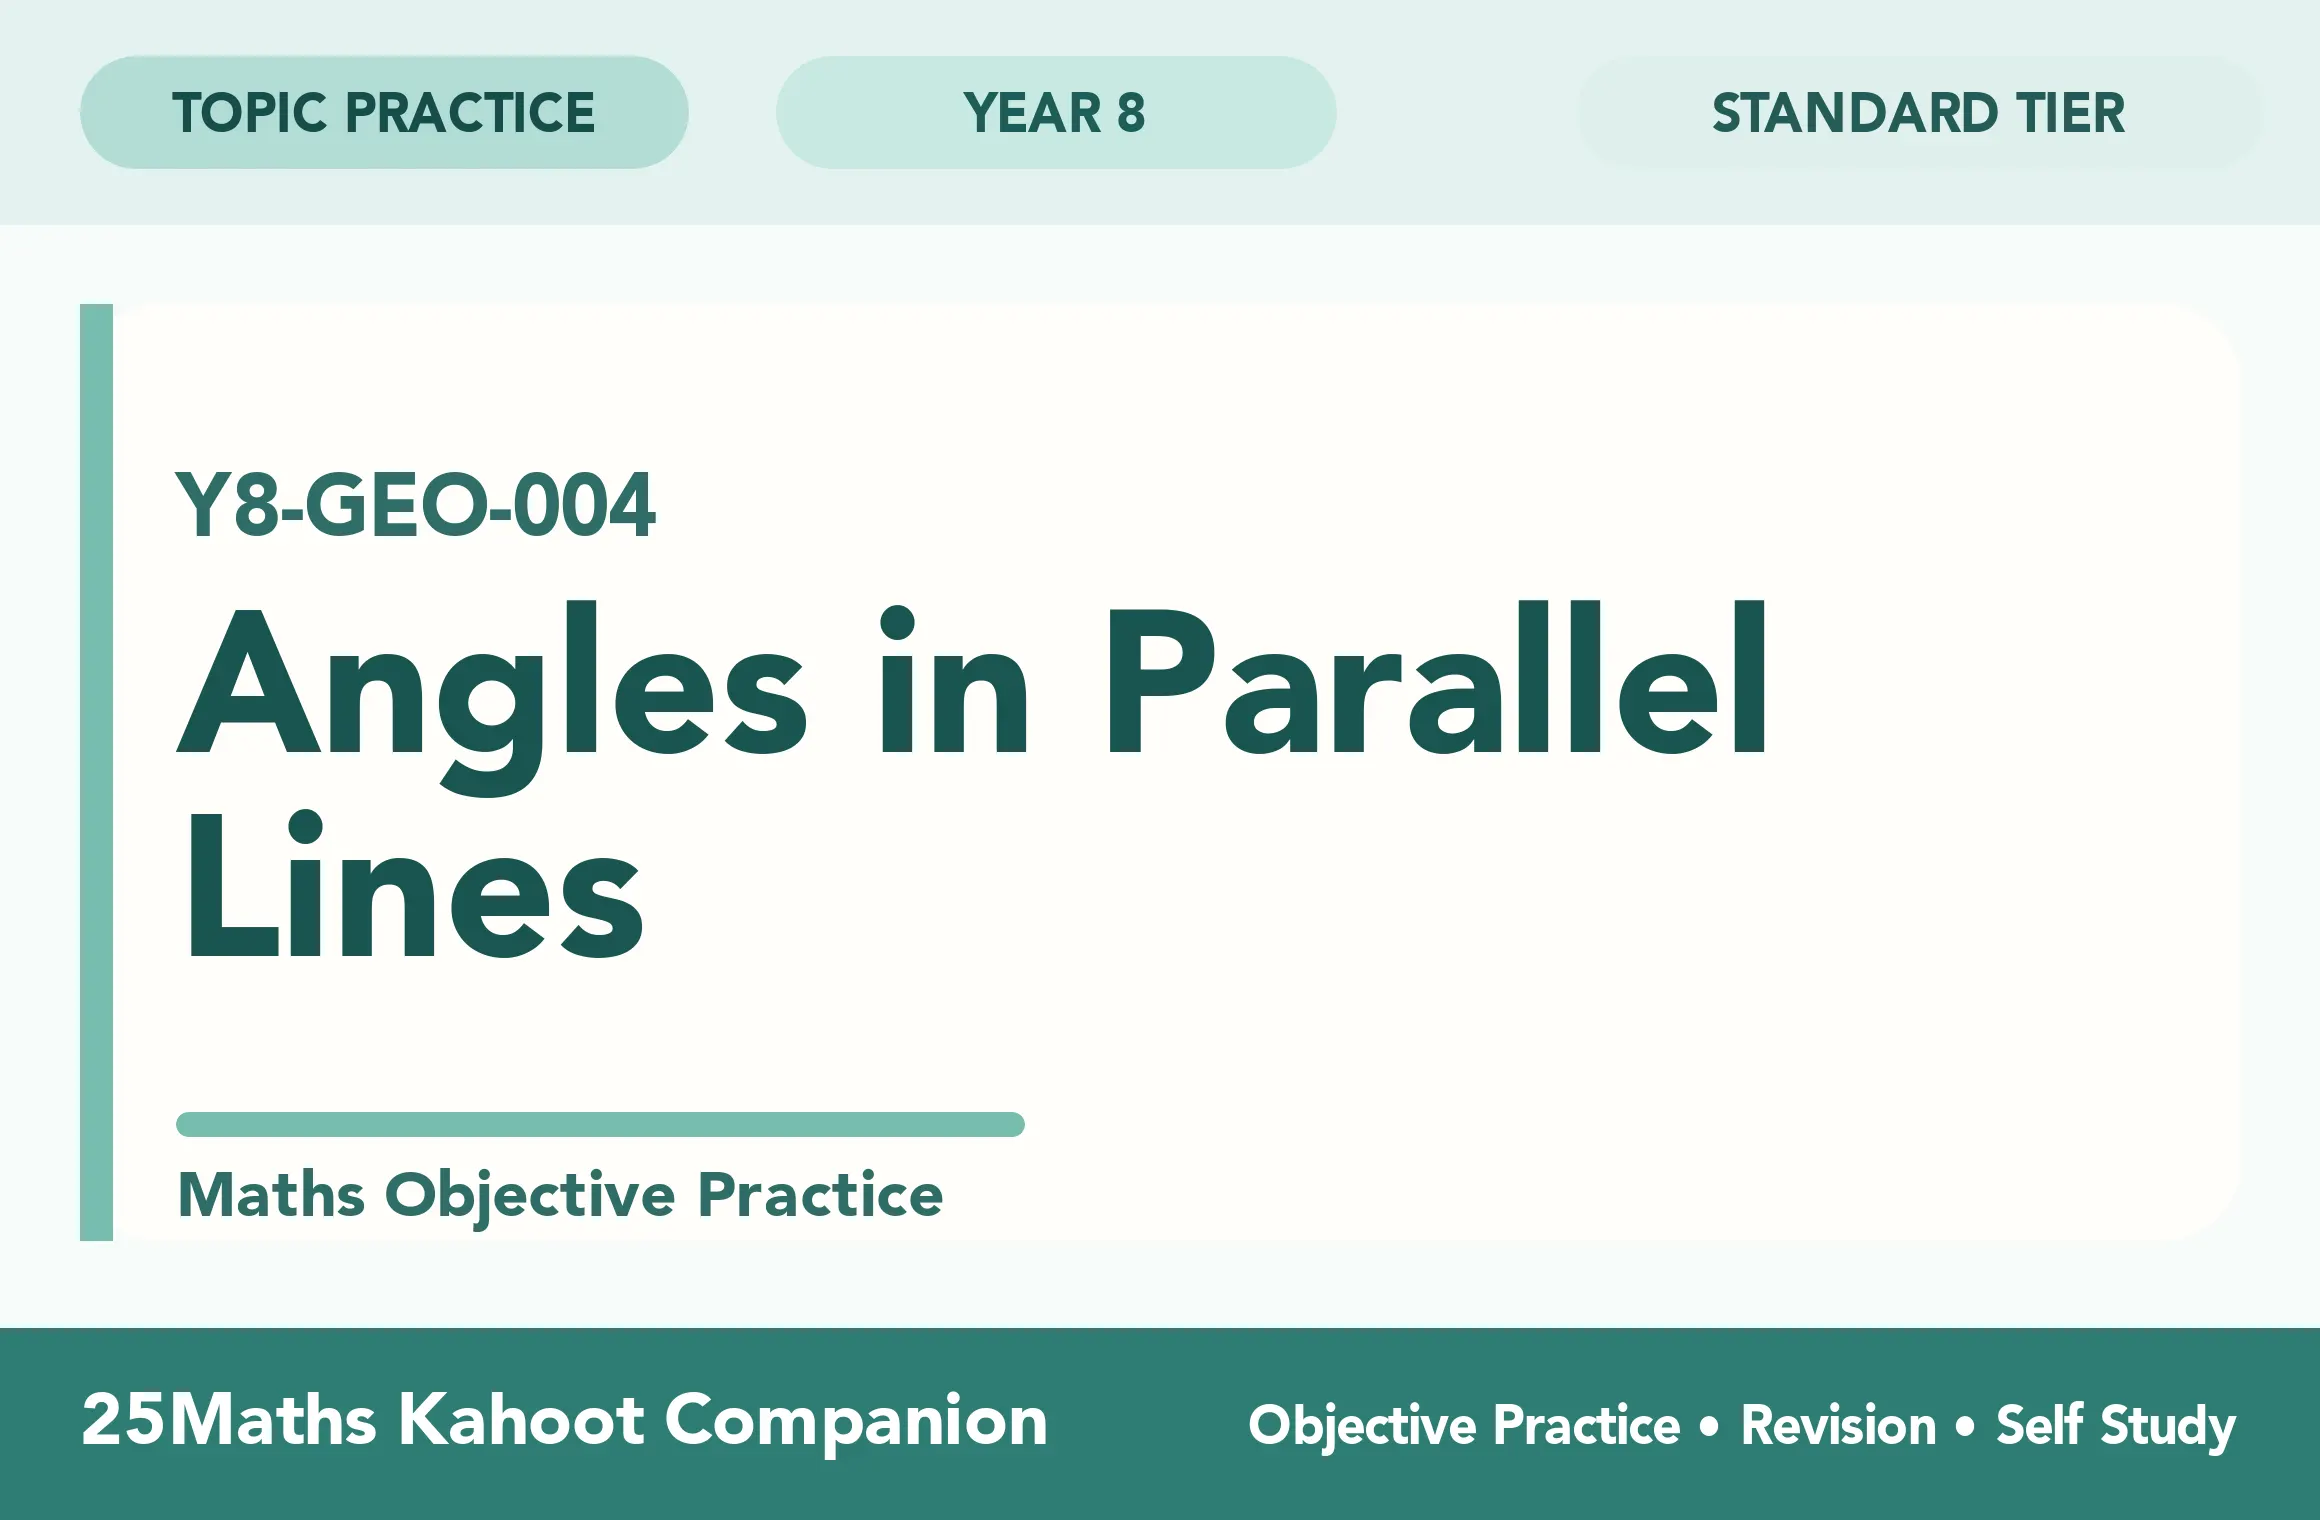 TOPIC PRACTICE
YEAR 8
STANDARD TIER
Y8-GEO-004
Angles in Parallel
Lines
Maths Objective Practice
25Maths Kahoot Companion
Objective Practice • Revision • Self Study